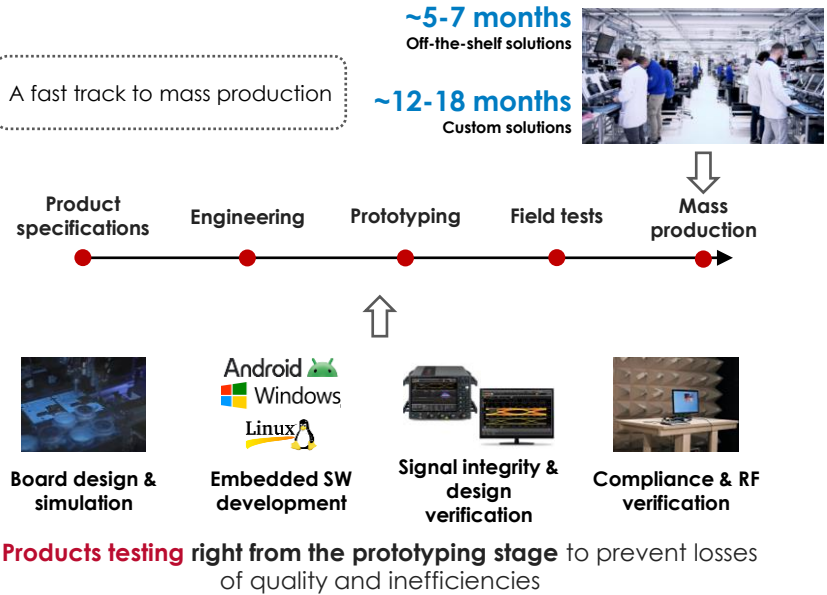 ~5-7 months
Off-the-shelf solutions
A fast track to mass production
~12-18 months
Custom solutions
Product
specifications
Engineering
Prototyping
Field tests
Mass
production
Android
Windows
Linux
Board design &
simulation
Embedded SW
development
Signal integrity &
design
verification
Compliance & RF
verification
Products testing right from the prototyping stage to prevent losses
of quality and inefficiencies